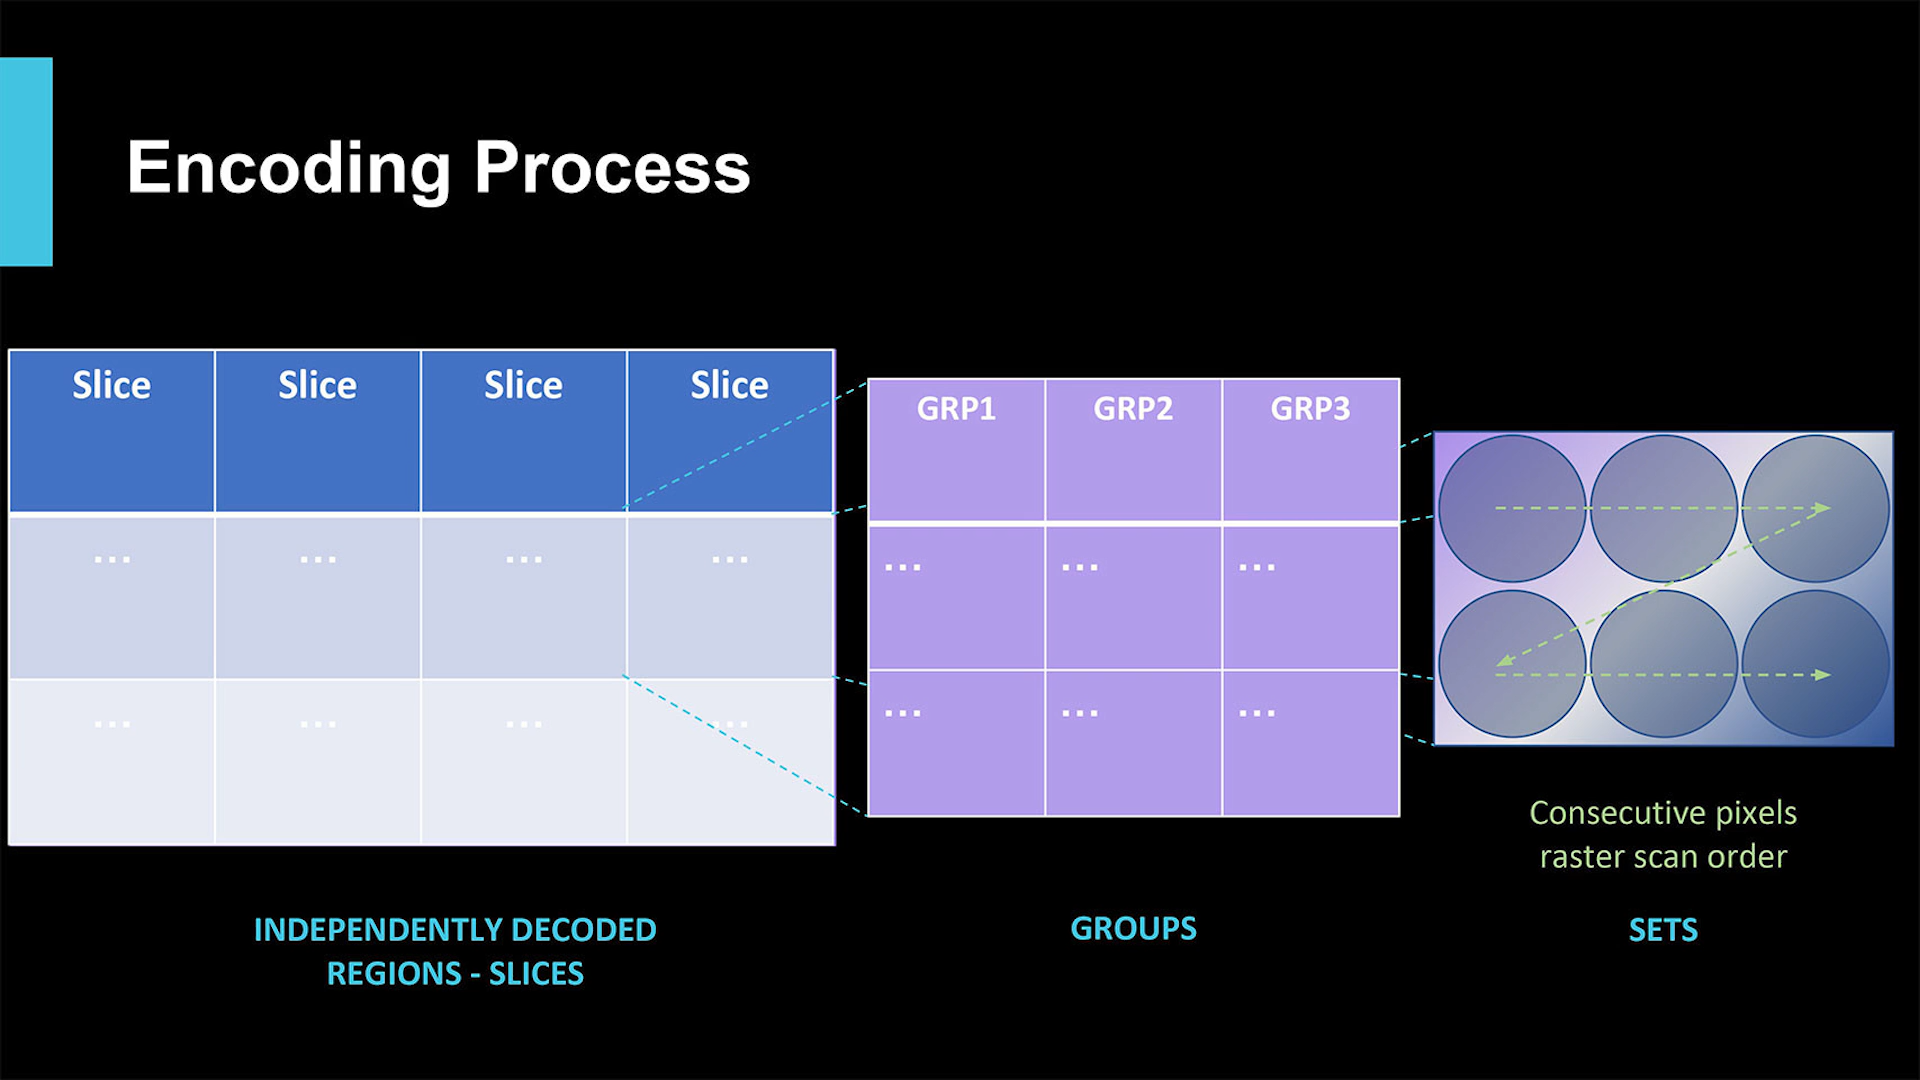 Encoding Process
Slice Slice Slice Slice
... ... ... ...
... ... ... ...
GRP1 GRP2 GRP3
... ... ...
... ... ...
Consecutive pixels
raster scan order
INDEPENDENTLY DECODED
REGIONS - SLICES
GROUPS
SETS